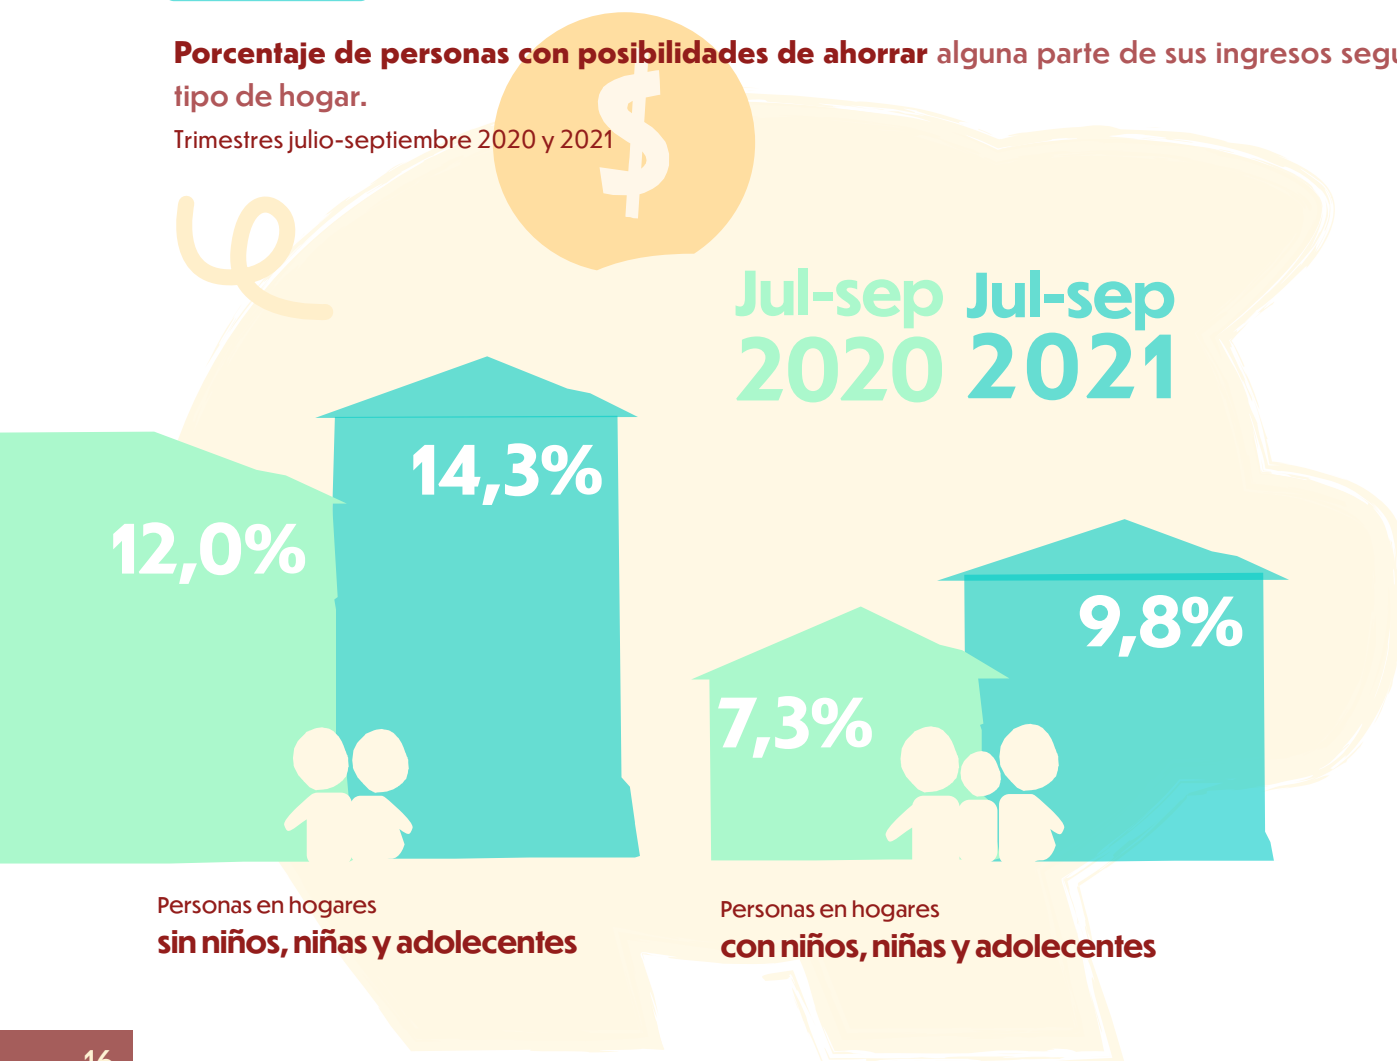 Porcentaje de personas con posibilidades de ahorrar alguna parte de sus ingresos segu
tipo de hogar.
Trimestres julio-septiembre 2020 y 2021
$
Jul-sep Jul-sep
2020 2021
14,3%
12,0%
9,8%
7,3%
Personas en hogares
sin niños, niñas y adolecentes
Personas en hogares
con niños, niñas y adolecentes
16